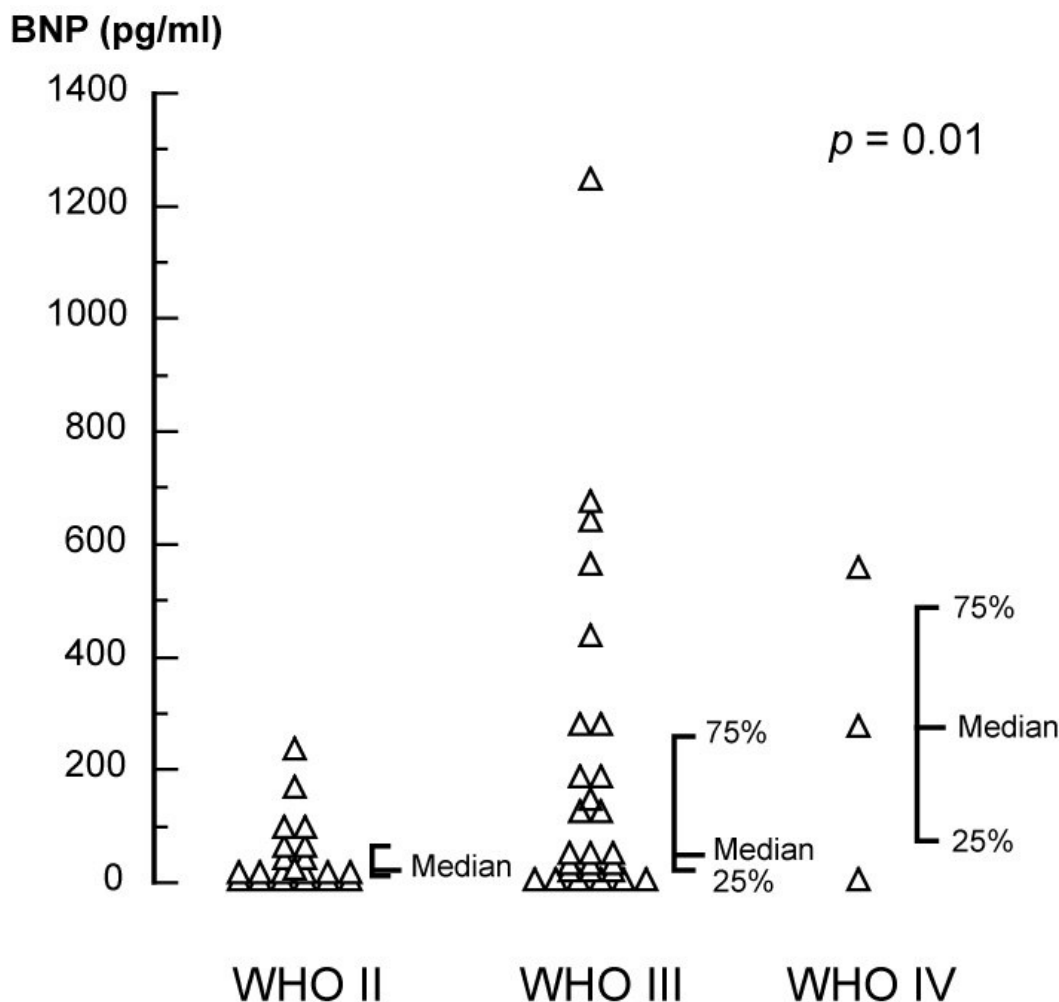 BNP (pg/ml)
1400
p = 0.01
1200
1000
800
600
75%
400
75%
Median
200
Median
Median
25%
25%
0
WHO II WHO III WHO IV